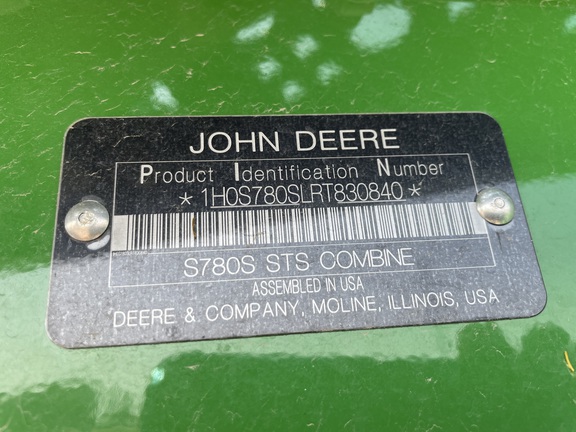 JOHN DEERE
Product Identification Number
*1H0S780SLRT830840*
S780S STS COMBINE
ASSEMBLED IN USA
DEERE & COMPANY, MOLINE, ILLINOIS, USA